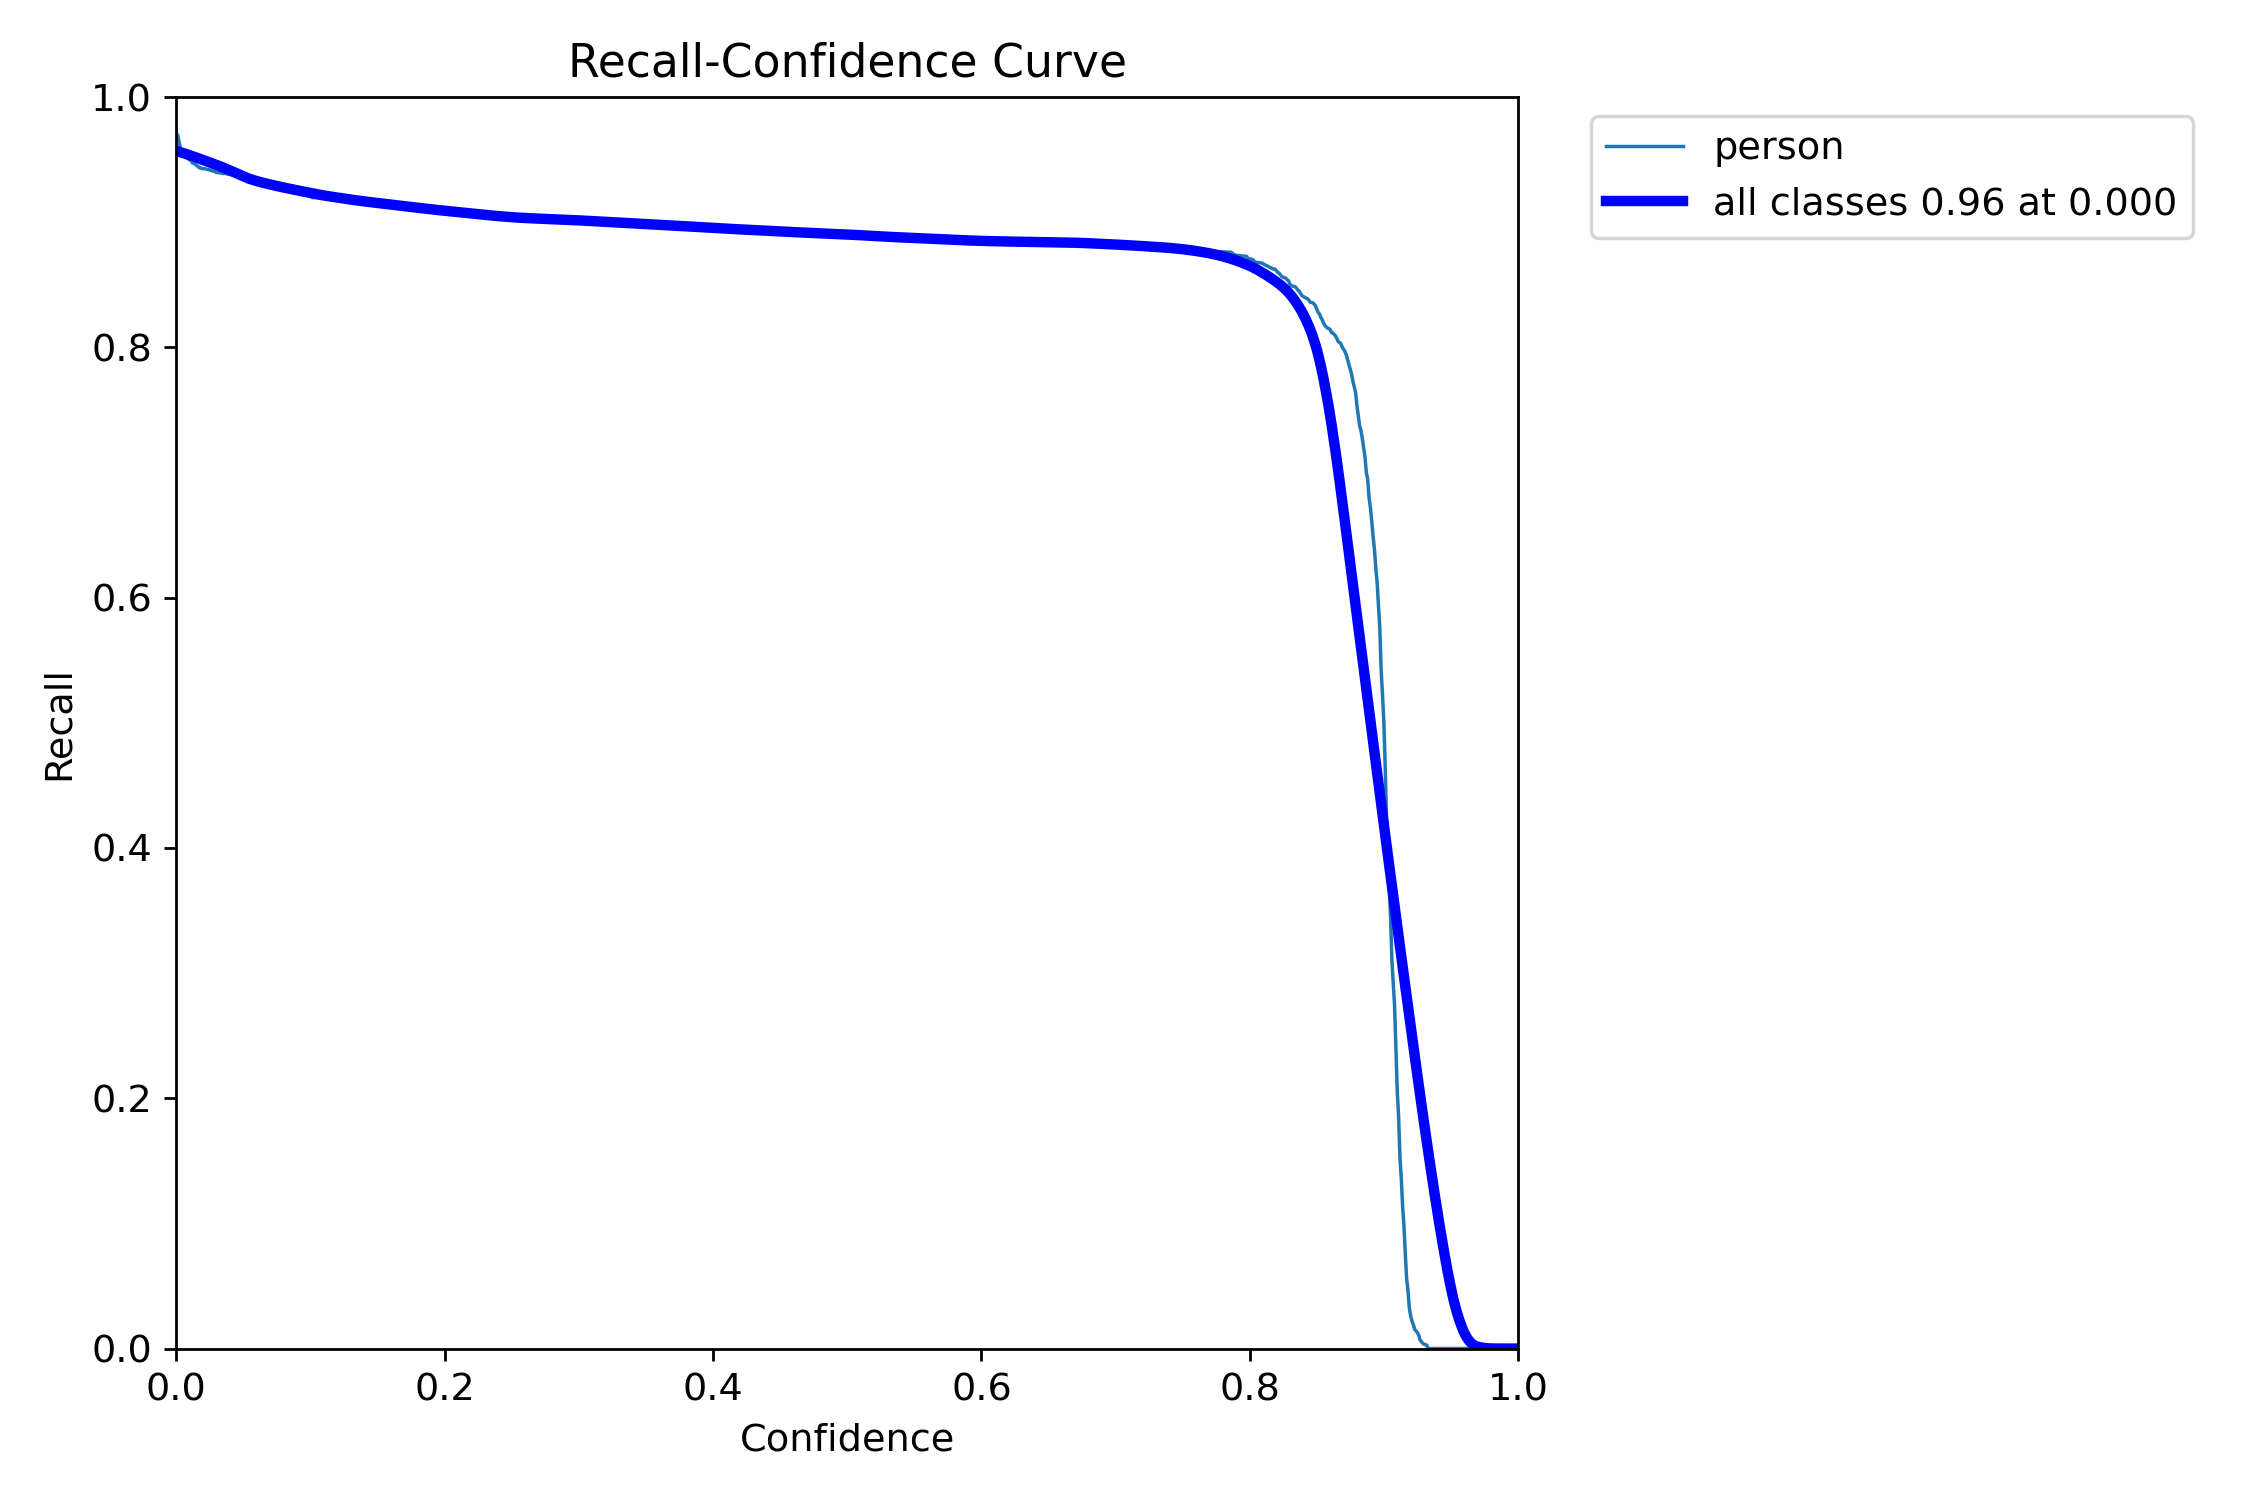 Recall-Confidence Curve
1.0
0.8
0.6
0.4
0.2
0.0
Recall
0.0 0.2 0.4 0.6 0.8 1.0
Confidence
person
all classes 0.96 at 0.000